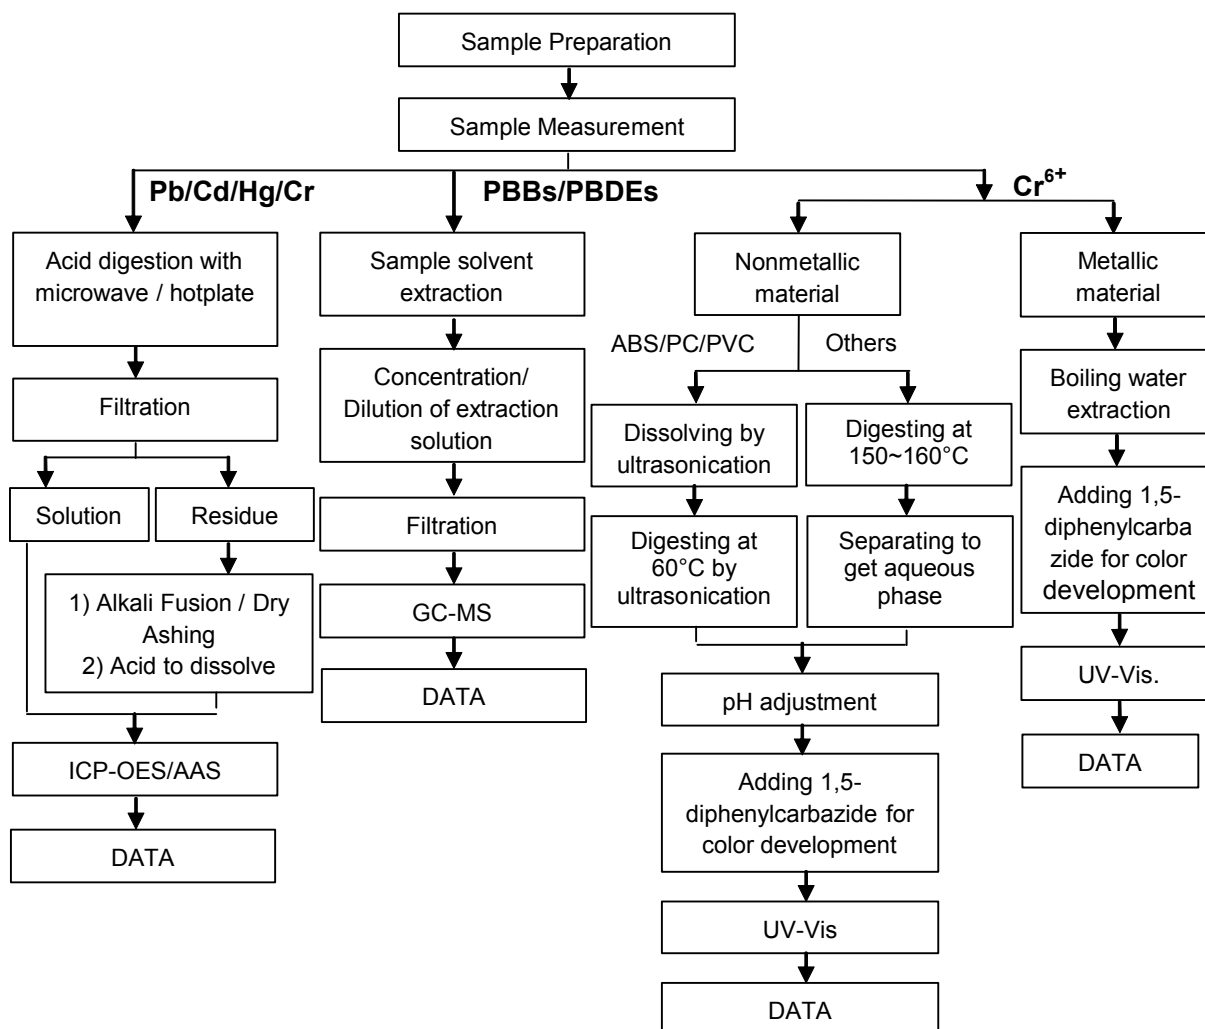 Sample Preparation
Sample Measurement
Pb/Cd/Hg/Cr
PBBs/PBDEs
Cr⁶⁺
Acid digestion with
microwave / hotplate
Filtration
Solution
Residue
1) Alkali Fusion / Dry
Ashing
2) Acid to dissolve
ICP-OES/AAS
DATA
Sample solvent
extraction
Concentration/
Dilution of extraction
solution
Filtration
GC-MS
DATA
Nonmetallic
material
ABS/PC/PVC
Others
Dissolving by
ultrasonication
Digesting at
60°C by
ultrasonication
Digesting at
150~160°C
Separating to
get aqueous
phase
pH adjustment
Adding 1,5-
diphenylcarbazide for
color development
UV-Vis
DATA
Metallic
material
Boiling water
extraction
Adding 1,5-
diphenylcarba
zide for color
development
UV-Vis.
DATA